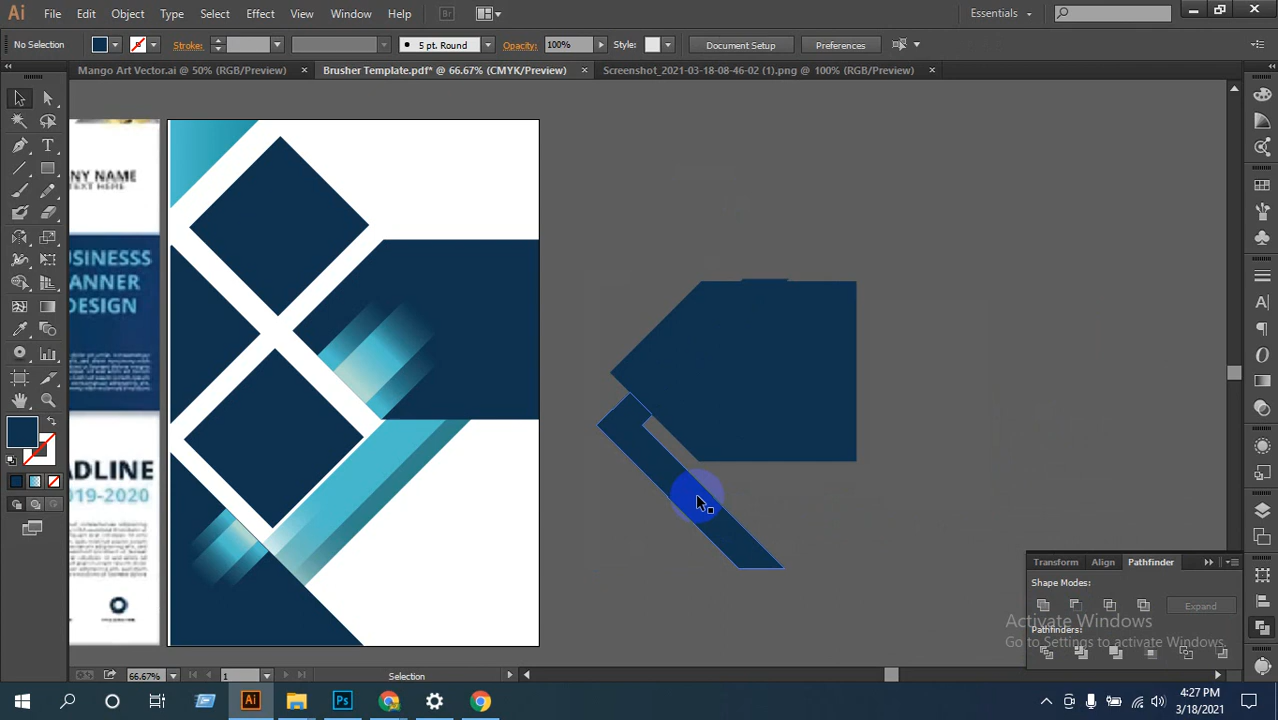 Ai File Edit Object Type Select Effect View Window Help Br Essentials
No Selection Stroke: 5 pt. Round Opacity: 100% Style: Document Setup Preferences
Mango Art Vector.ai @ 50% (RGB/Preview) × Brusher Template.pdf* @ 66.67% (CMYK/Preview) × Screenshot_2021-03-18-08-46-02 (1).png @ 100% (RGB/Preview) ×
NY NAME
TEXT HERE
USINESSS
ANNER
DESIGN
ADLINE
019-2020
Transform Align Pathfinder
Shape Modes:
Expand
Pathfinders:
Activate Windows
Go to Settings to activate Windows.
66.67% 1 Selection
Ai Ps 4:27 PM
3/18/2021